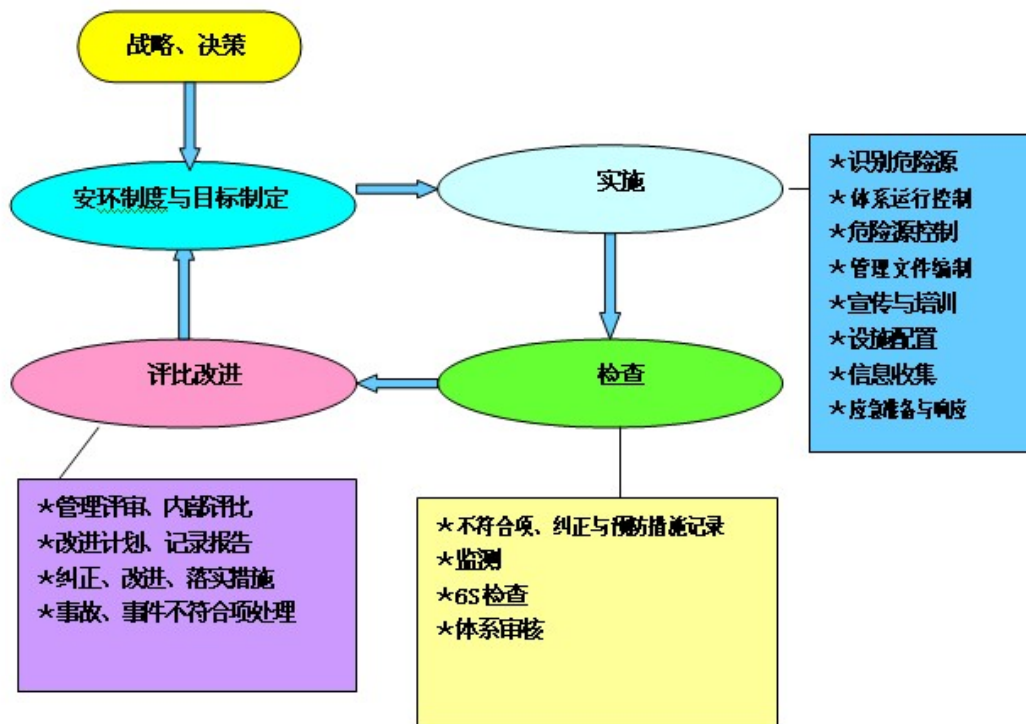 战略、决策
安环制度与目标制定
实施
★识别危险源
★体系运行控制
★危险源控制
★管理文件编制
★宣传与培训
★设施配置
★信息收集
★应急准备与响应
评比改进
检查
★管理评审、内部评比
★改进计划、记录报告
★纠正、改进、落实措施
★事故、事件不符合项处理
★不符合项、纠正与预防措施记录
★监测
★6S检查
★体系审核